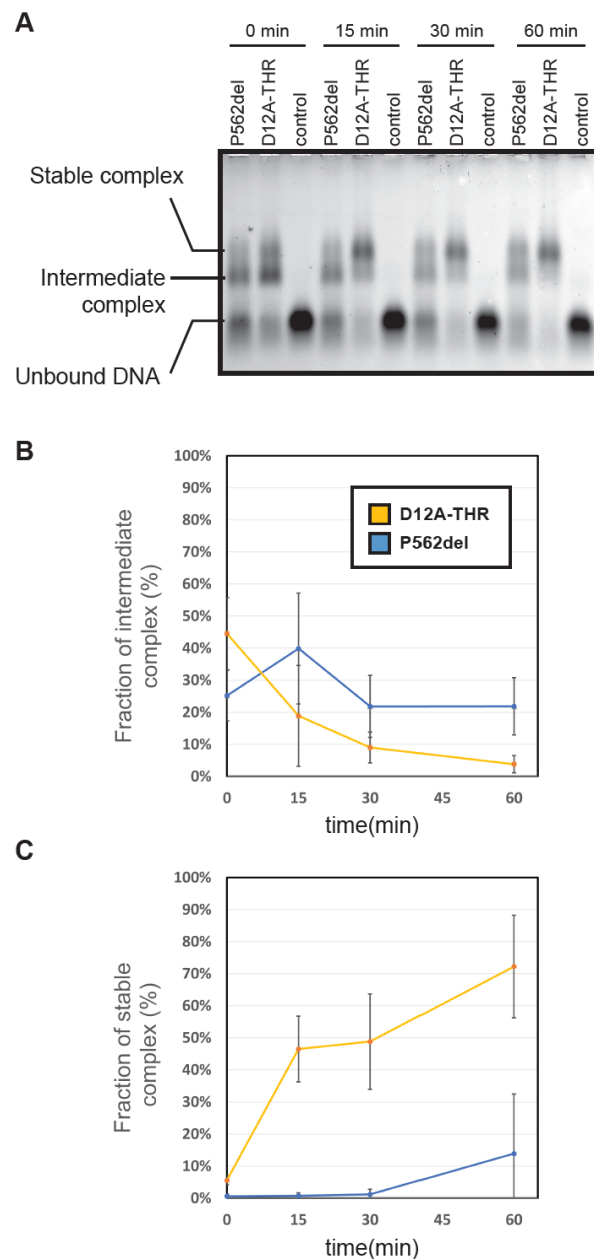 A
0 min 15 min 30 min 60 min
P562del D12A-THR control P562del D12A-THR control P562del D12A-THR control P562del D12A-THR control
Stable complex
Intermediate
complex
Unbound DNA
B
100%
90%
80%
70%
60%
50%
40%
30%
20%
10%
0%
Fraction of intermediate
complex (%)
D12A-THR
P562del
0 15 30 45 60
time(min)
C
100%
90%
80%
70%
60%
50%
40%
30%
20%
10%
0%
Fraction of stable
complex (%)
0 15 30 45 60
time(min)